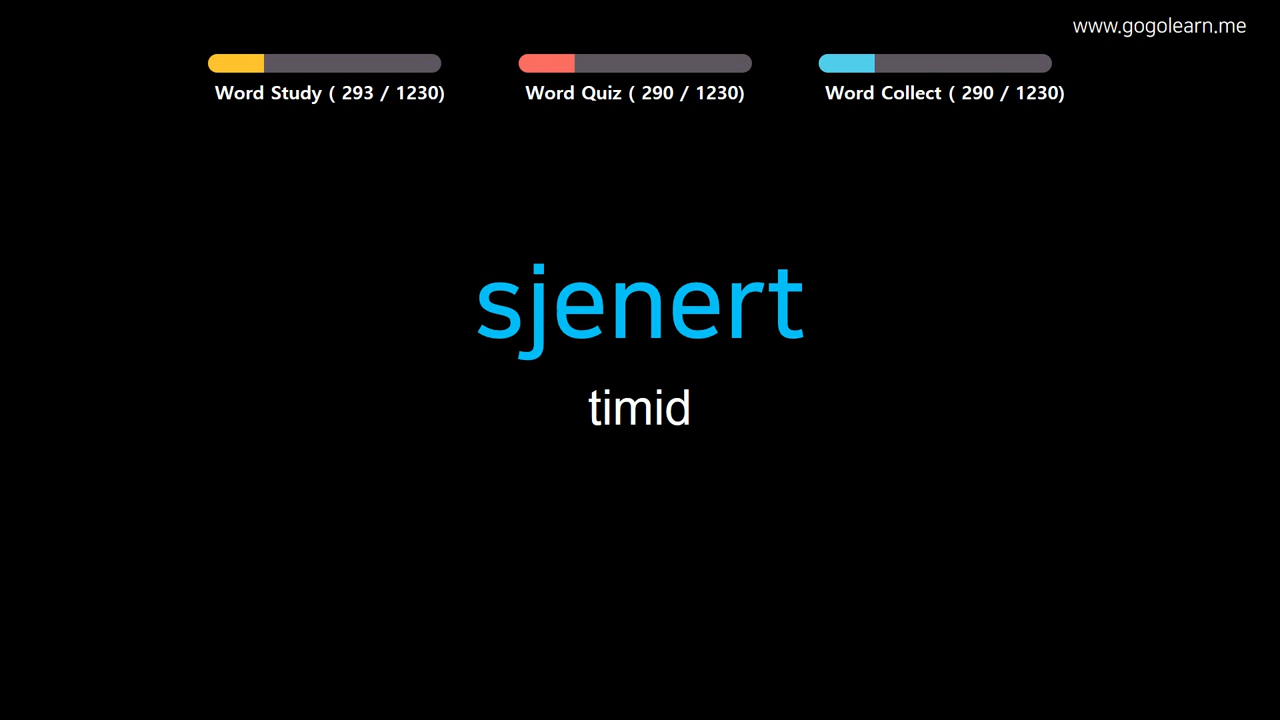 www.gogolearn.me
Word Study ( 293 / 1230)
Word Quiz ( 290 / 1230)
Word Collect ( 290 / 1230)
sjenert
timid